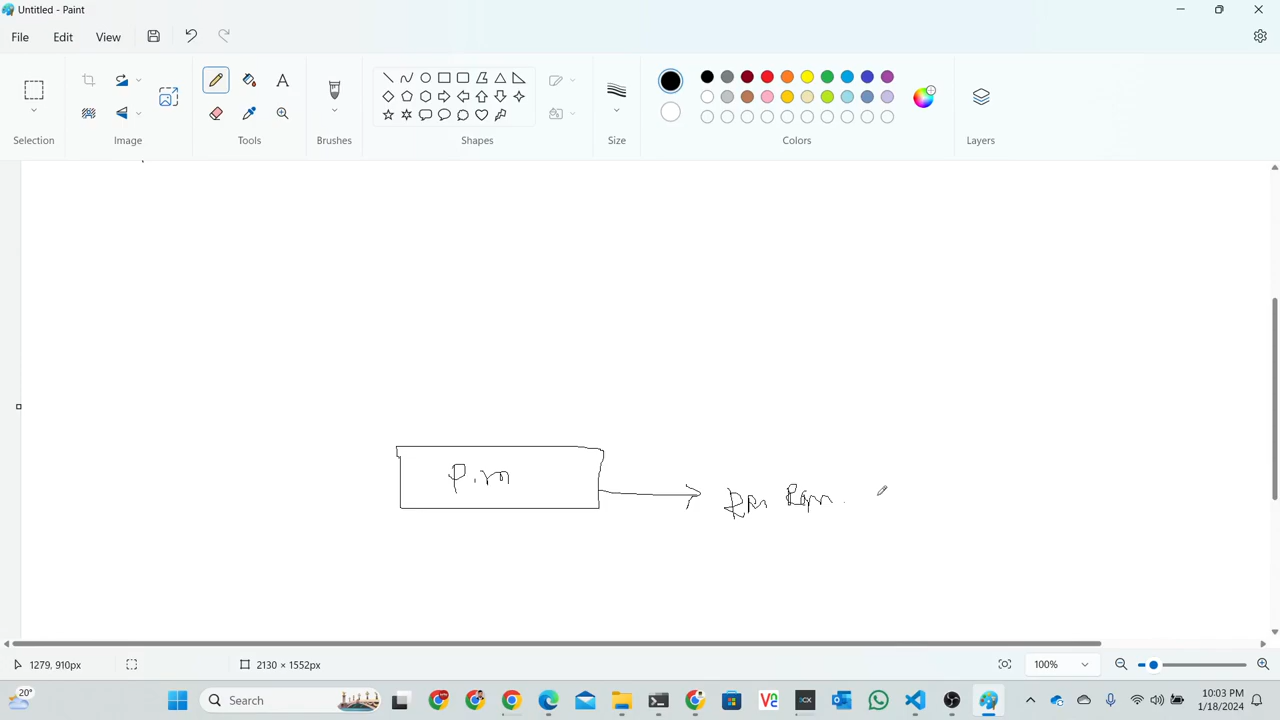 Untitled - Paint
File Edit View
Selection Image Tools Brushes Shapes Size Colors Layers
P.m
1279, 910px 2130 × 1552px 100%
20° Search 10:03 PM
1/18/2024